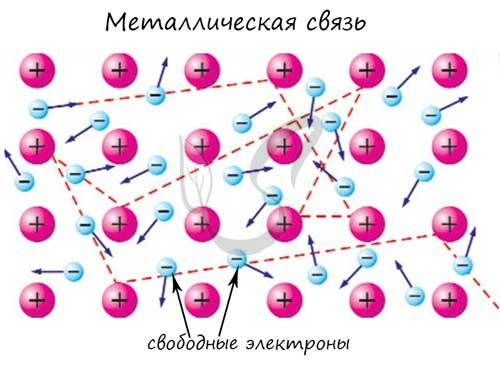 Металлическая связь
свободные электроны